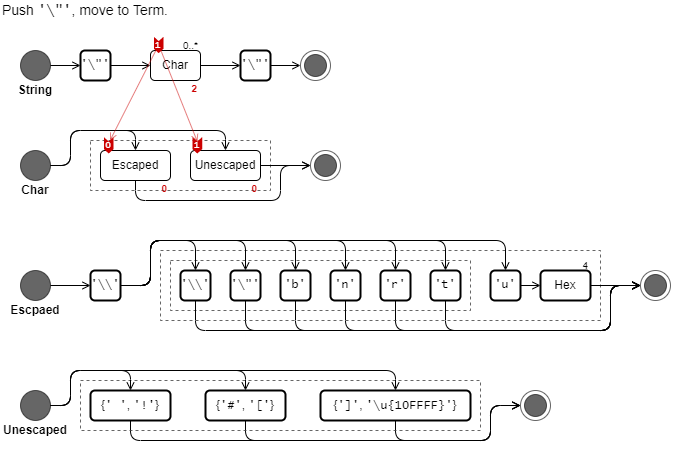 Push '\"', move to Term.
1 0..*
'\"' Char '\"'
String
2
0 1
Escaped Unescaped
Char
0 0
4
'\\' '\\' '\"' 'b' 'n' 'r' 't' 'u' Hex
Escpaed
{' ','!'} {'#','['} {']','\u{10FFFF}'}
Unescaped